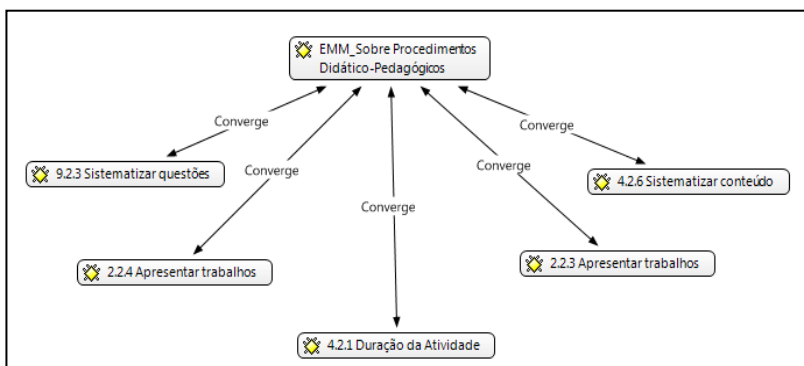 EMM_Sobre Procedimentos
Didático-Pedagógicos
Converge
Converge
Converge
Converge
Converge
9.2.3 Sistematizar questões
4.2.6 Sistematizar conteúdo
2.2.4 Apresentar trabalhos
2.2.3 Apresentar trabalhos
4.2.1 Duração da Atividade